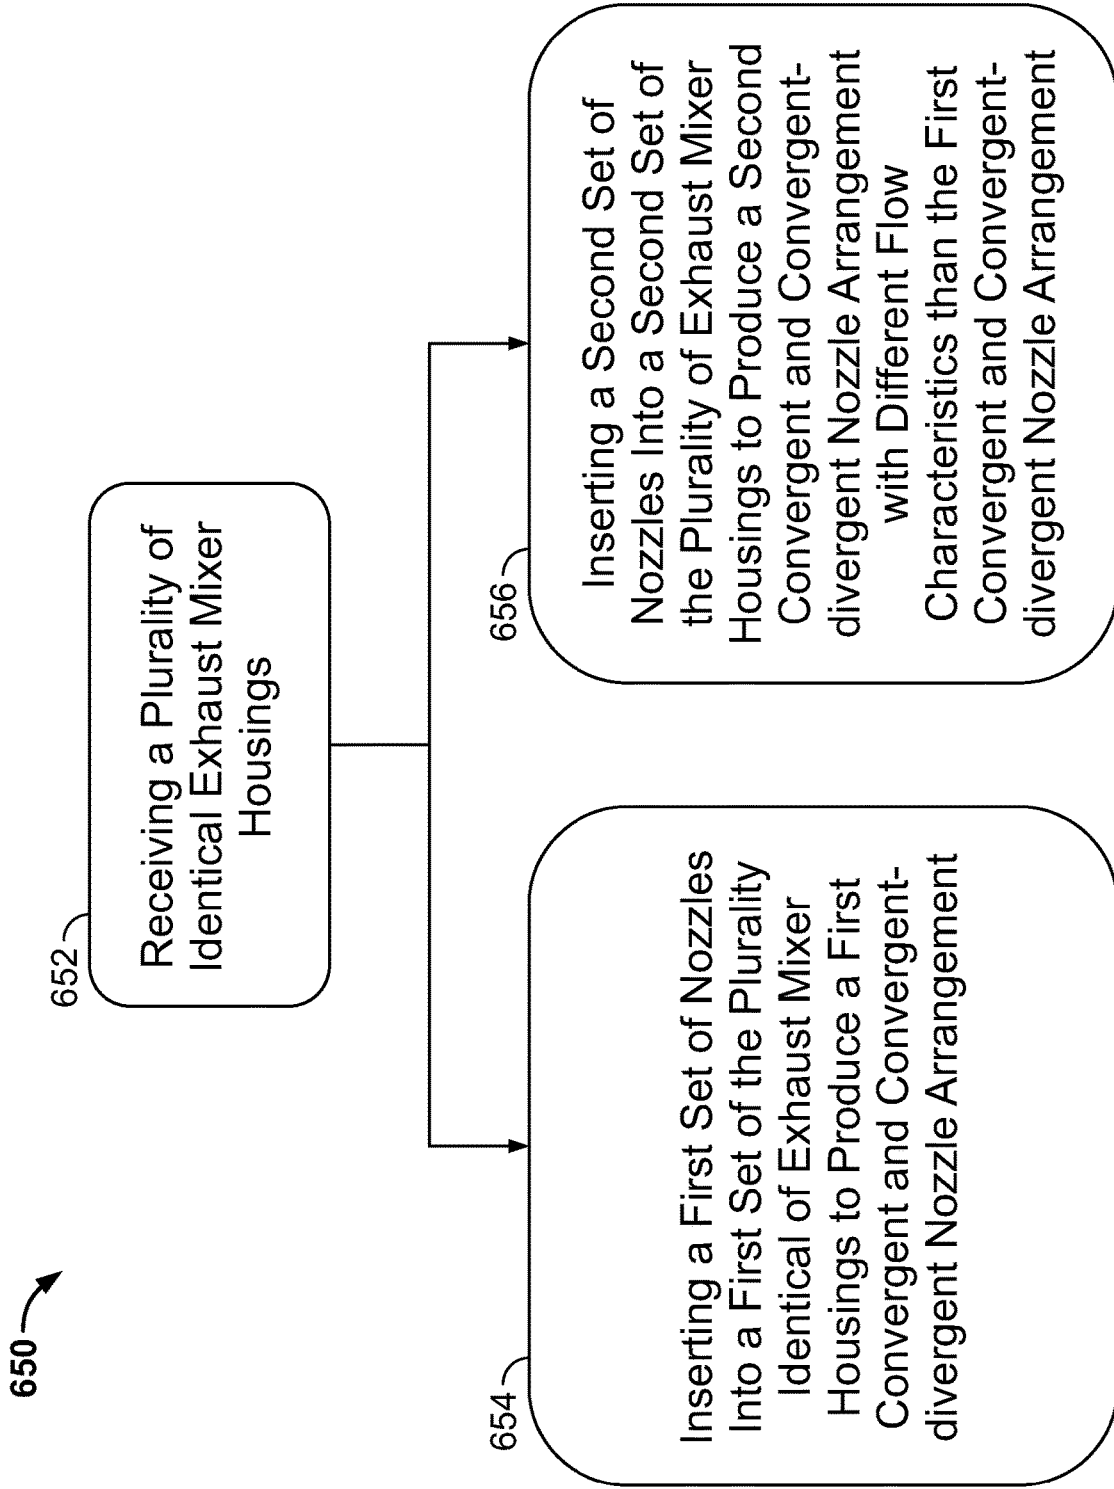 650
652
Receiving a Plurality of
Identical Exhaust Mixer
Housings
654
Inserting a First Set of Nozzles
Into a First Set of the Plurality
Identical of Exhaust Mixer
Housings to Produce a First
Convergent and Convergent-
divergent Nozzle Arrangement
656
Inserting a Second Set of
Nozzles Into a Second Set of
the Plurality of Exhaust Mixer
Housings to Produce a Second
Convergent and Convergent-
divergent Nozzle Arrangement
with Different Flow
Characteristics than the First
Convergent and Convergent-
divergent Nozzle Arrangement